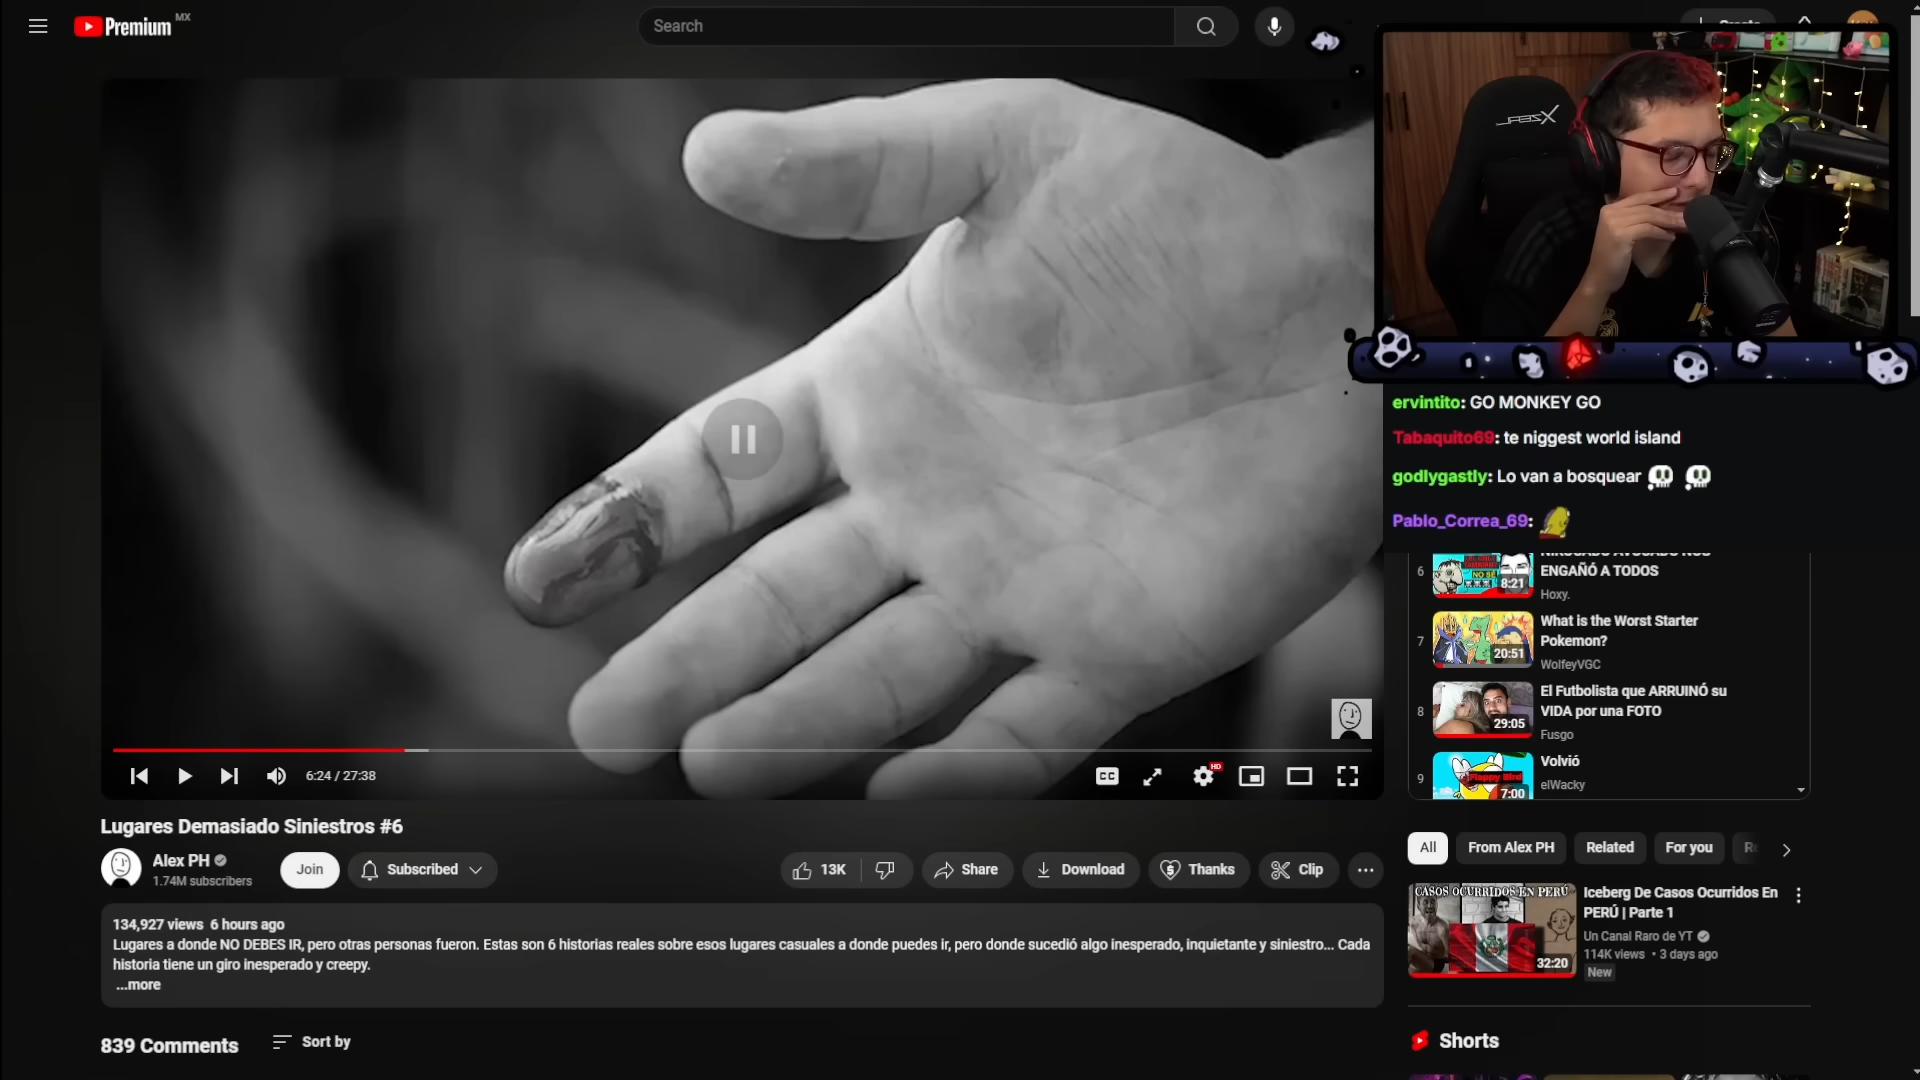 Premium MX
Search
Create
ervintito: GO MONKEY GO
Tabaquito69: te niggest world island
godlygastly: Lo van a bosquear
Pablo_Correa_69:
6
ENGAÑÓ A TODOS
8:21
Hoxy.
7
What is the Worst Starter
Pokemon?
20:51
WolfeyVGC
8
El Futbolista que ARRUINÓ su
VIDA por una FOTO
29:05
Fusgo
9
Volvió
Flappy Bird
7:00
elWacky
6:24 / 27:38
CC
HD
Lugares Demasiado Siniestros #6
Alex PH
1.74M subscribers
Join
Subscribed
13K
Share
Download
Thanks
Clip
134,927 views 6 hours ago
Lugares a donde NO DEBES IR, pero otras personas fueron. Estas son 6 historias reales sobre esos lugares casuales a donde puedes ir, pero donde sucedió algo inesperado, inquietante y siniestro... Cada
historia tiene un giro inesperado y creepy.
...more
839 Comments
Sort by
All
From Alex PH
Related
For you
CASOS OCURRIDOS EN PERÚ
32:20
Iceberg De Casos Ocurridos En
PERÚ | Parte 1
Un Canal Raro de YT
114K views • 3 days ago
New
Shorts